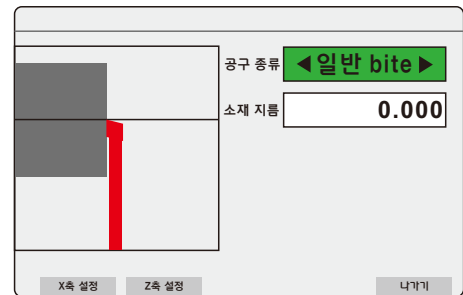 공구 종류 ◀일반 bite▶
소재 지름 0.000
X축 설정 Z축 설정 나가기